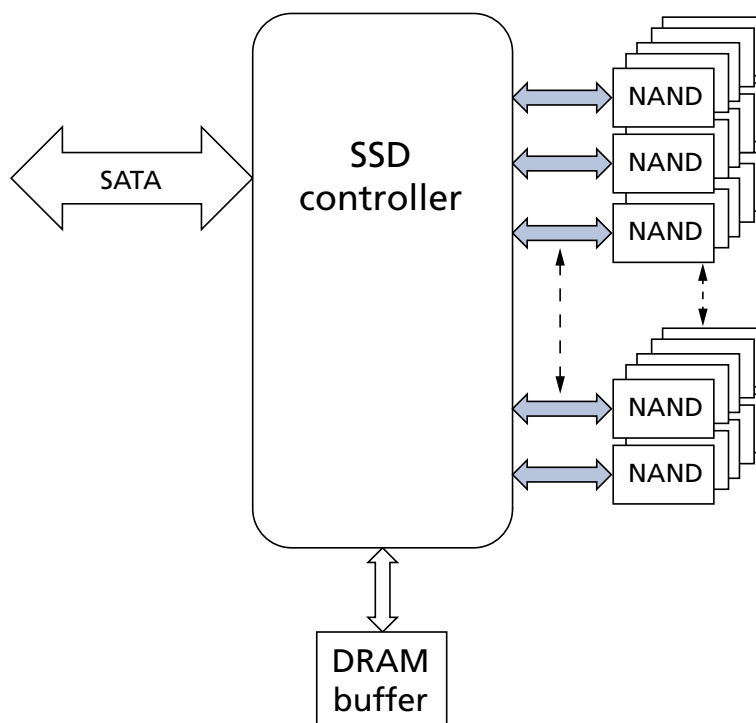 SATA
SSD
controller
NAND
NAND
NAND
NAND
NAND
DRAM
buffer